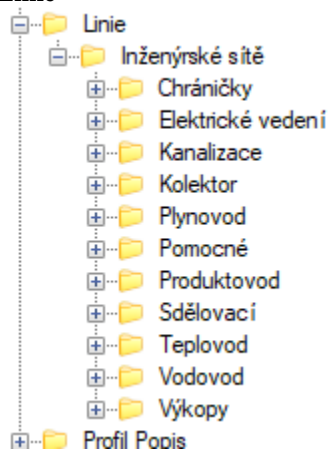 Linie
Inženýrské sítě
Chráničky
Elektrické vedení
Kanalizace
Kolektor
Plynovod
Pomocné
Produktovod
Sdělovací
Teplovod
Vodovod
Výkopy
Profil Popis